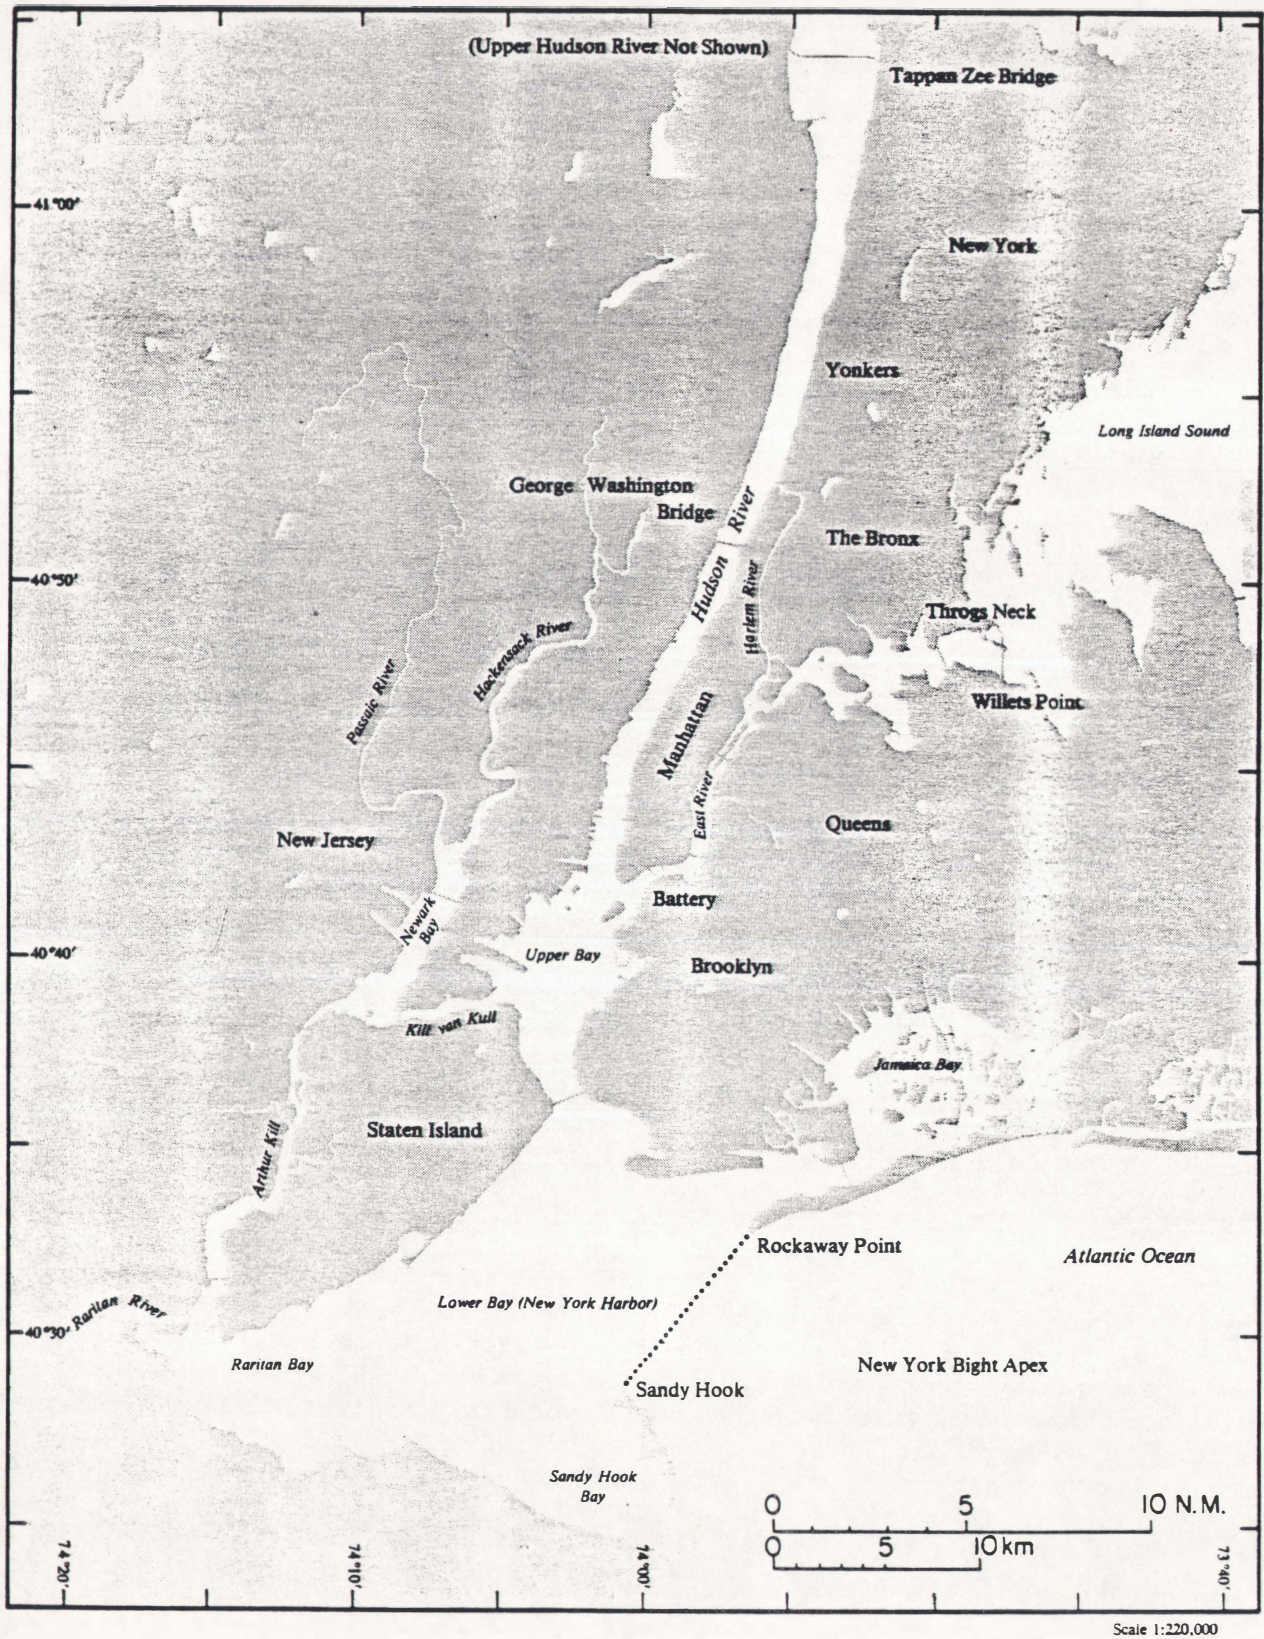 (Upper Hudson River Not Shown)
Tappan Zee Bridge
41°00'
New York
Yonkers
Long Island Sound
George Washington
Bridge
Hudson River
The Bronx
40°50'
Harlem River
Throgs Neck
Hackensack River
Passaic River
Willets Point
Manhattan
East River
New Jersey
Queens
Battery
Newark
Bay
40°40'
Upper Bay
Brooklyn
Kill van Kull
Jamaica Bay
Staten Island
Arthur Kill
Rockaway Point
Atlantic Ocean
Lower Bay (New York Harbor)
Raritan River
40°30'
Raritan Bay
New York Bight Apex
Sandy Hook
Sandy Hook
Bay
0 5 10 N.M.
0 5 10km
74°20'
74°10'
74°00'
73°40'
Scale 1:220,000